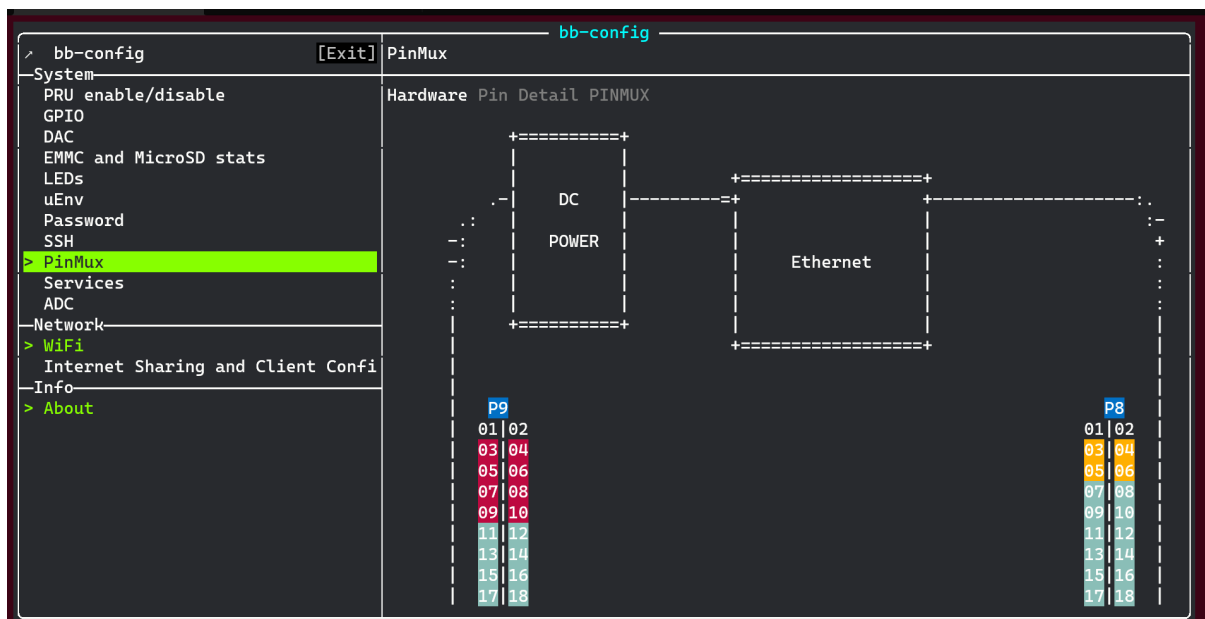 bb-config
bb-config [Exit]
System
PRU enable/disable
GPIO
DAC
EMMC and MicroSD stats
LEDs
uEnv
Password
SSH
> PinMux
Services
ADC
Network
> WiFi
Internet Sharing and Client Confi
Info
> About
PinMux
Hardware Pin Detail PINMUX
DC
POWER
Ethernet
P9
01|02
03|04
05|06
07|08
09|10
11|12
13|14
15|16
17|18
P8
01|02
03|04
05|06
07|08
09|10
11|12
13|14
15|16
17|18